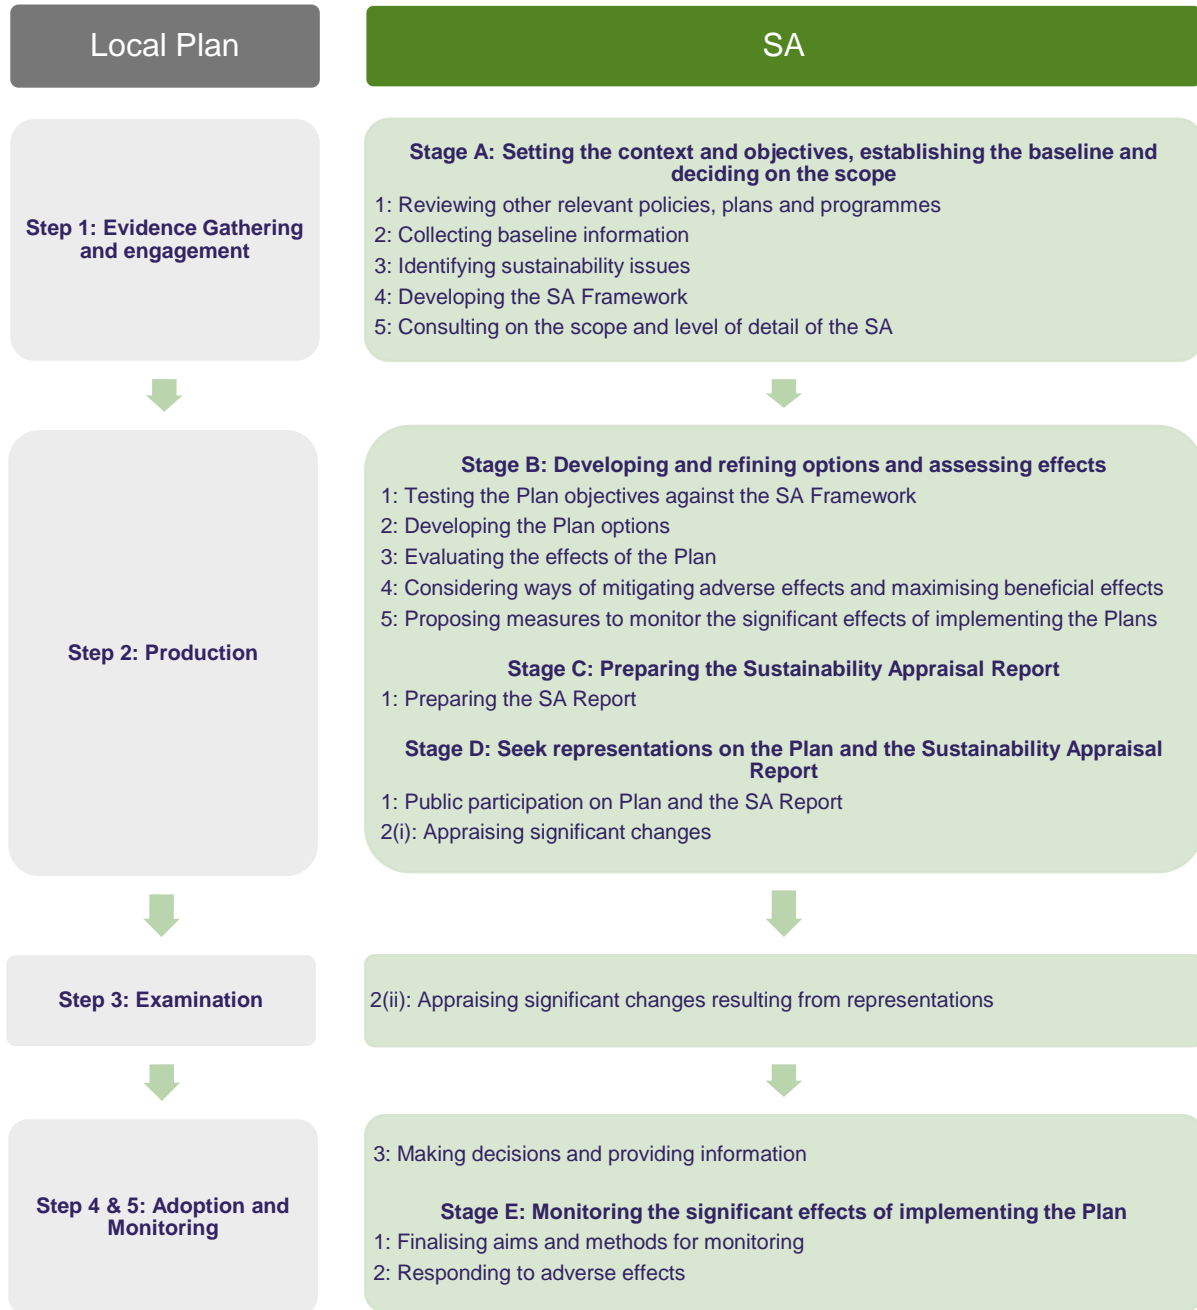 Local Plan
SA
Step 1: Evidence Gathering
and engagement
Stage A: Setting the context and objectives, establishing the baseline and
deciding on the scope
1: Reviewing other relevant policies, plans and programmes
2: Collecting baseline information
3: Identifying sustainability issues
4: Developing the SA Framework
5: Consulting on the scope and level of detail of the SA
Step 2: Production
Stage B: Developing and refining options and assessing effects
1: Testing the Plan objectives against the SA Framework
2: Developing the Plan options
3: Evaluating the effects of the Plan
4: Considering ways of mitigating adverse effects and maximising beneficial effects
5: Proposing measures to monitor the significant effects of implementing the Plans
Stage C: Preparing the Sustainability Appraisal Report
1: Preparing the SA Report
Stage D: Seek representations on the Plan and the Sustainability Appraisal
Report
1: Public participation on Plan and the SA Report
2(i): Appraising significant changes
Step 3: Examination
2(ii): Appraising significant changes resulting from representations
Step 4 & 5: Adoption and
Monitoring
3: Making decisions and providing information
Stage E: Monitoring the significant effects of implementing the Plan
1: Finalising aims and methods for monitoring
2: Responding to adverse effects